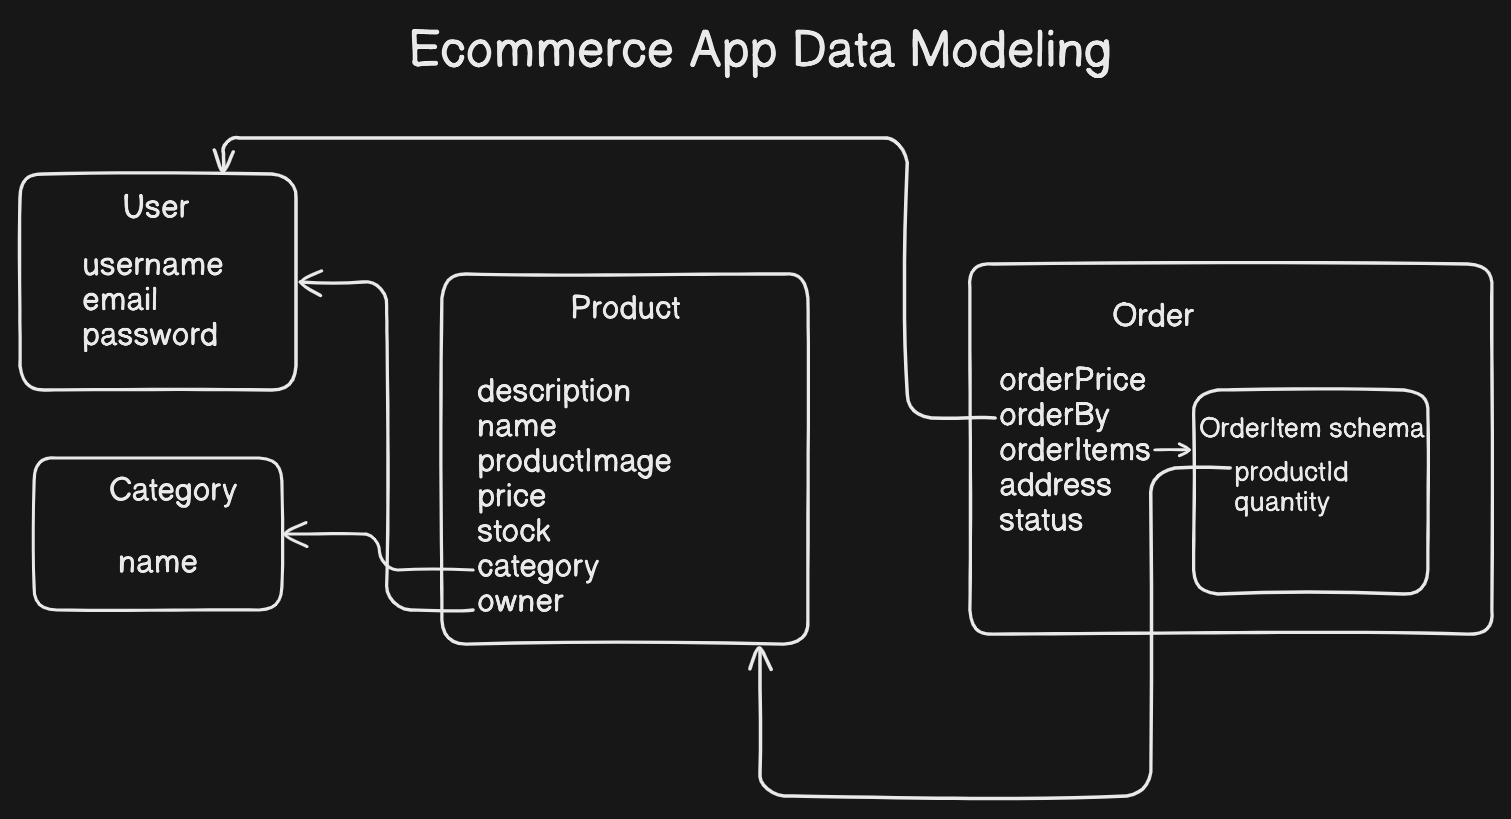 Ecommerce App Data Modeling
User
username
email
password
Category
name
Product
description
name
productImage
price
stock
category
owner
Order
orderPrice
orderBy
orderItems
address
status
OrderItem schema
productId
quantity